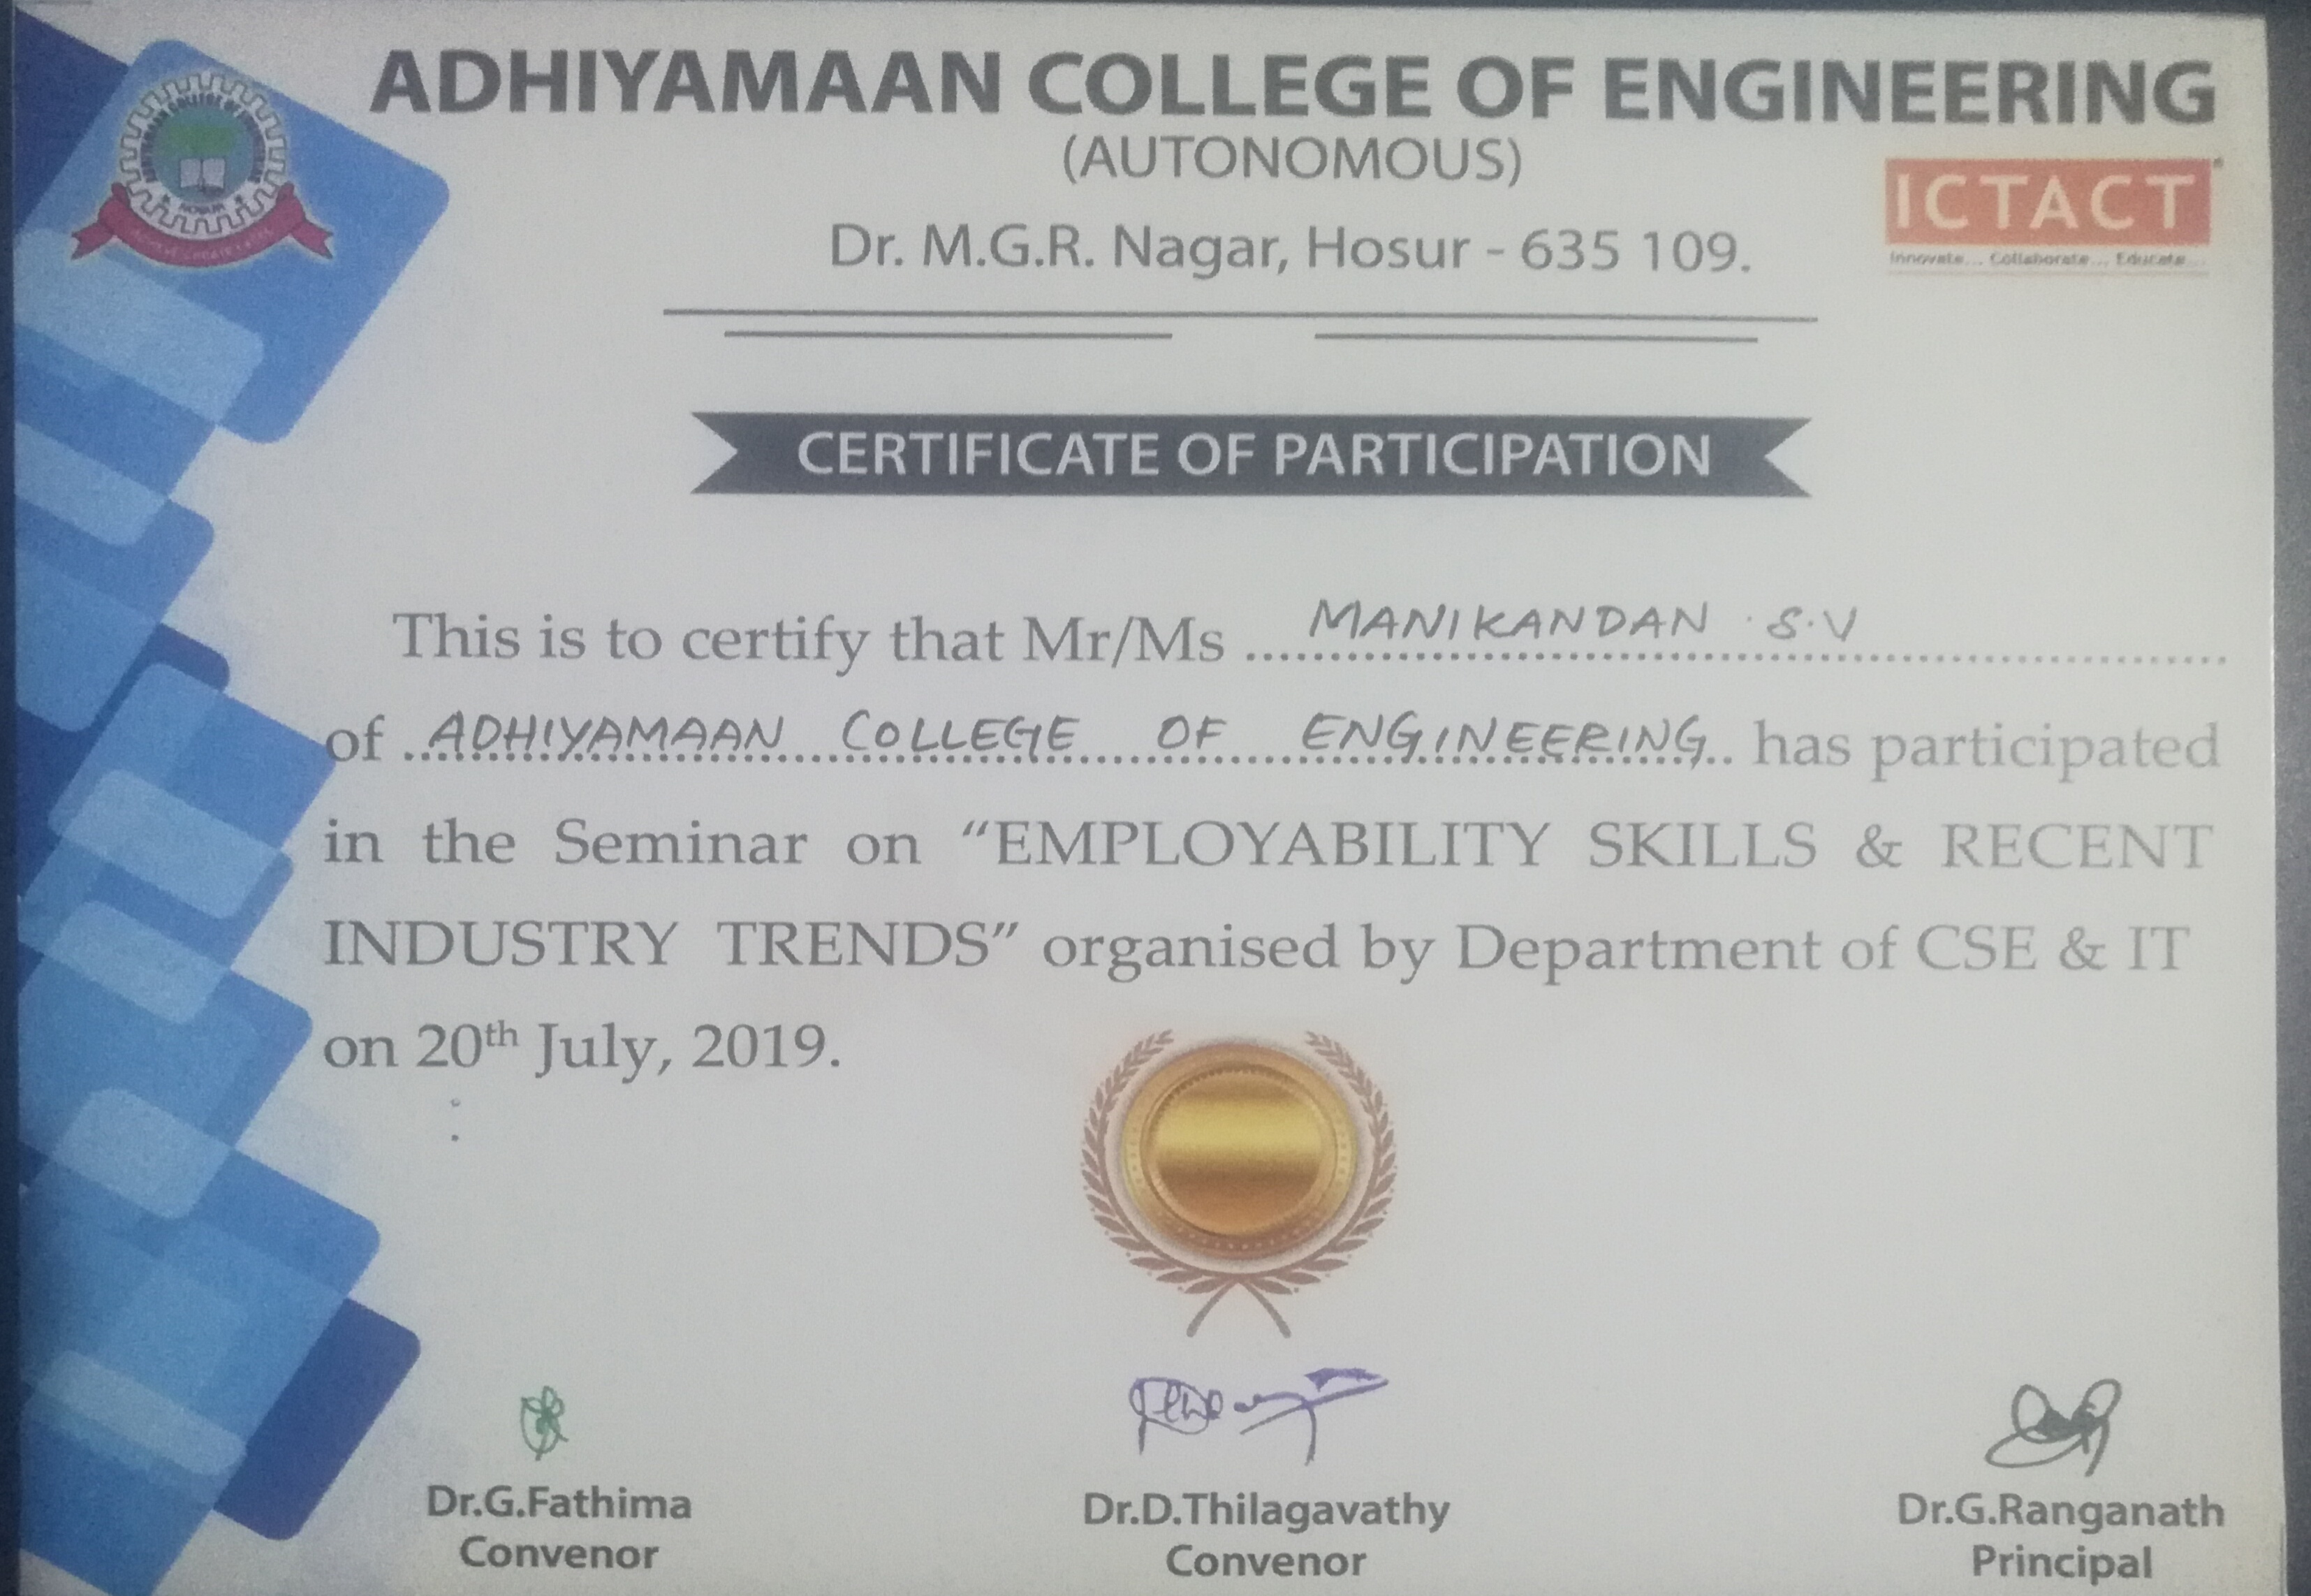 ADHIYAMAAN COLLEGE OF ENGINEERING
(AUTONOMOUS)
ICTACT
Innovate... Collaborate... Educate...
Dr. M.G.R. Nagar, Hosur - 635 109.
CERTIFICATE OF PARTICIPATION
This is to certify that Mr/Ms MANIKANDAN S.V
of ADHIYAMAAN COLLEGE OF ENGINEERING has participated
in the Seminar on “EMPLOYABILITY SKILLS & RECENT
INDUSTRY TRENDS” organised by Department of CSE & IT
on 20th July, 2019.
Dr.G.Fathima
Convenor
Dr.D.Thilagavathy
Convenor
Dr.G.Ranganath
Principal